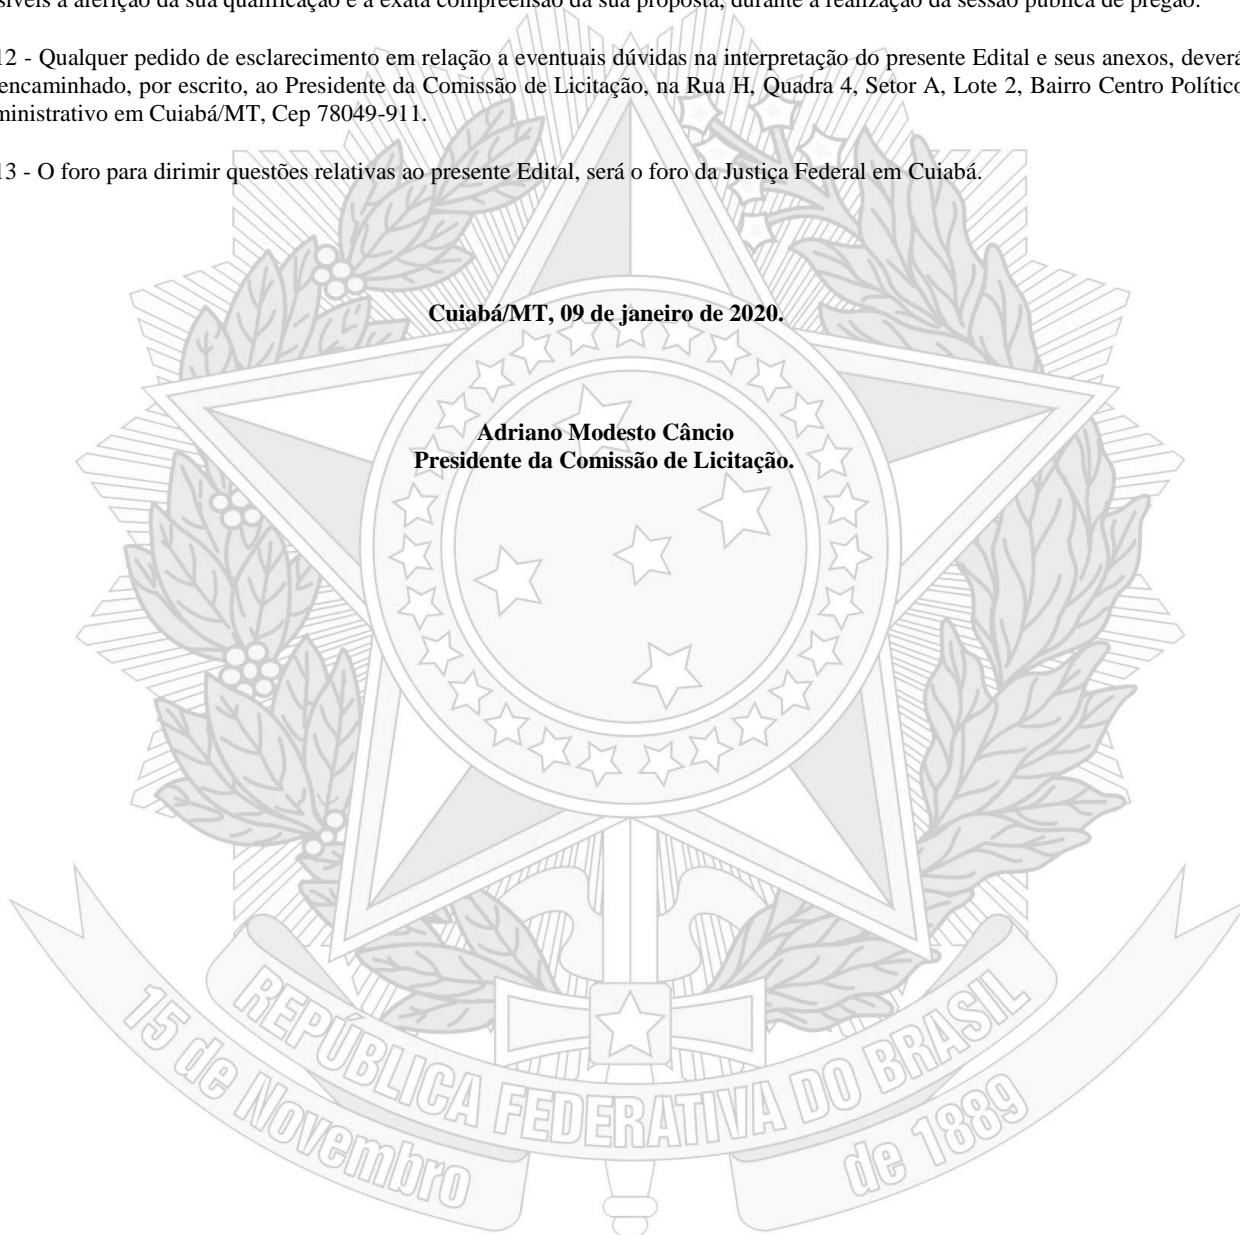 síveis à aferição da sua qualificação e a exata compreensão da sua proposta, durante a realização da sessão pública de pregão.
12 - Qualquer pedido de esclarecimento em relação a eventuais dúvidas na interpretação do presente Edital e seus anexos, deverá
encaminhado, por escrito, ao Presidente da Comissão de Licitação, na Rua H, Quadra 4, Setor A, Lote 2, Bairro Centro Político
ministrativo em Cuiabá/MT, Cep 78049-911.
13 - O foro para dirimir questões relativas ao presente Edital, será o foro da Justiça Federal em Cuiabá.
Cuiabá/MT, 09 de janeiro de 2020.
Adriano Modesto Câncio
Presidente da Comissão de Licitação.
REPÚBLICA FEDERATIVA DO BRASIL
15 de Novembro
de 1889